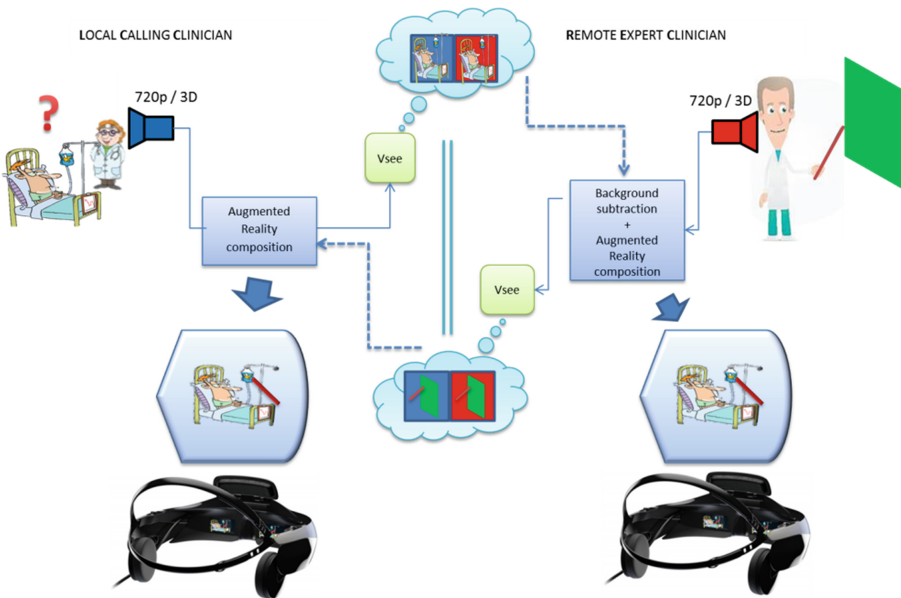 LOCAL CALLING CLINICIAN
REMOTE EXPERT CLINICIAN
720p / 3D
720p / 3D
?
Vsee
Augmented
Reality
composition
Background
subtraction
+
Augmented
Reality
composition
Vsee